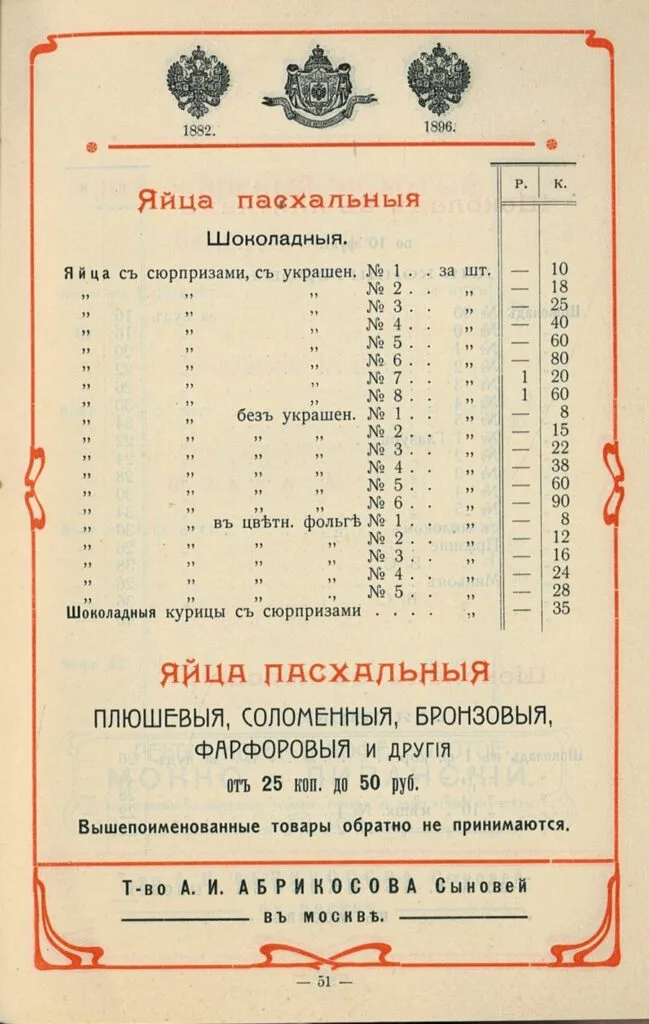 1882. 1896.
Р. К.
Яйца пасхальныя
Шоколадныя.
Яйца съ сюрпризами, съ украшен. № 1 . . за шт. — 10
„ „ „ № 2 . . „ — 18
„ „ „ № 3 . . „ — 25
„ „ „ № 4 . . „ — 40
„ „ „ № 5 . . „ — 60
„ „ „ № 6 . . „ — 80
„ „ „ № 7 . . „ 1 20
„ „ „ № 8 . . „ 1 60
„ „ безъ украшен. № 1 . . „ — 8
„ „ „ „ № 2 . . „ — 15
„ „ „ „ № 3 . . „ — 22
„ „ „ „ № 4 . . „ — 38
„ „ „ „ № 5 . . „ — 60
„ „ „ „ № 6 . . „ — 90
„ „ въ цвѣтн. фольгѣ № 1 . . „ — 8
„ „ „ „ № 2 . . „ — 12
„ „ „ „ № 3 . . „ — 16
„ „ „ „ № 4 . . „ — 24
„ „ „ „ № 5 . . „ — 28
Шоколадныя курицы съ сюрпризами . . . . „ — 35
ЯЙЦА ПАСХАЛЬНЫЯ
ПЛЮШЕВЫЯ, СОЛОМЕННЫЯ, БРОНЗОВЫЯ,
ФАРФОРОВЫЯ и ДРУГІЯ
отъ 25 коп. до 50 руб.
Вышепоименованные товары обратно не принимаются.
Т-во А. И. АБРИКОСОВА Сыновей
въ МОСКВѢ.
— 51 —